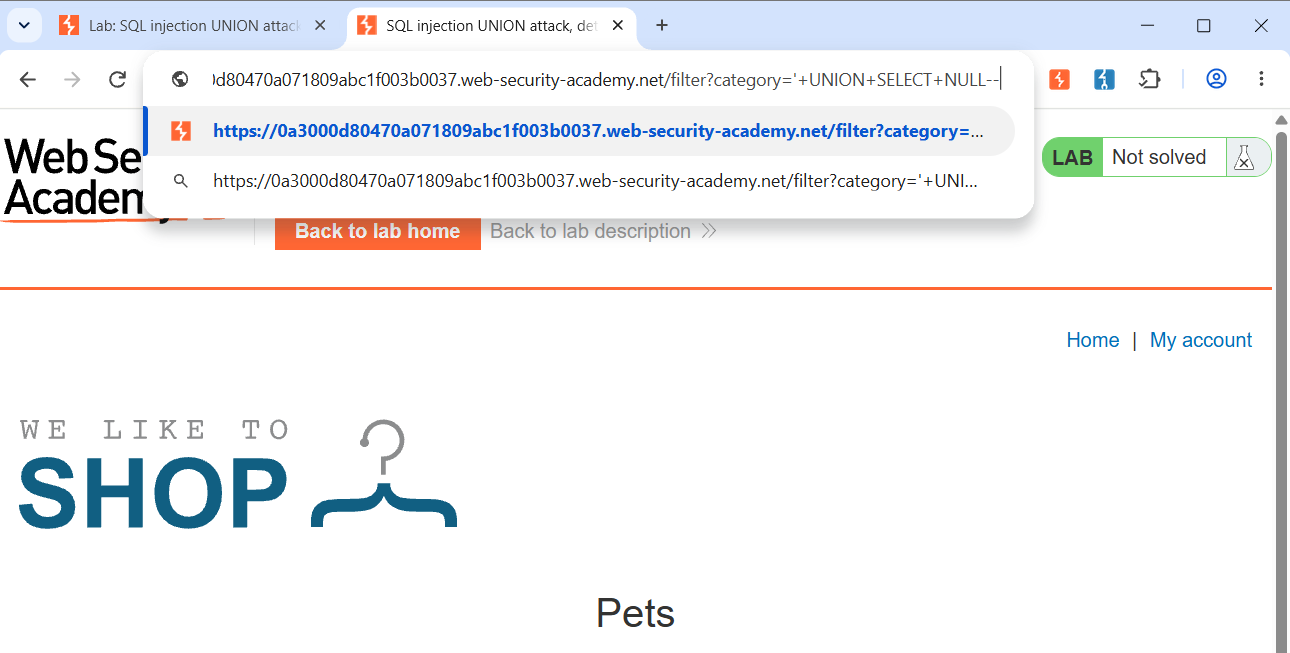 Lab: SQL injection UNION attack
SQL injection UNION attack, det
0d80470a071809abc1f003b0037.web-security-academy.net/filter?category='+UNION+SELECT+NULL--
https://0a3000d80470a071809abc1f003b0037.web-security-academy.net/filter?category=...
https://0a3000d80470a071809abc1f003b0037.web-security-academy.net/filter?category='+UNI...
Web Se
Academy
LAB Not solved
Back to lab home Back to lab description
Home | My account
WE LIKE TO
SHOP
Pets